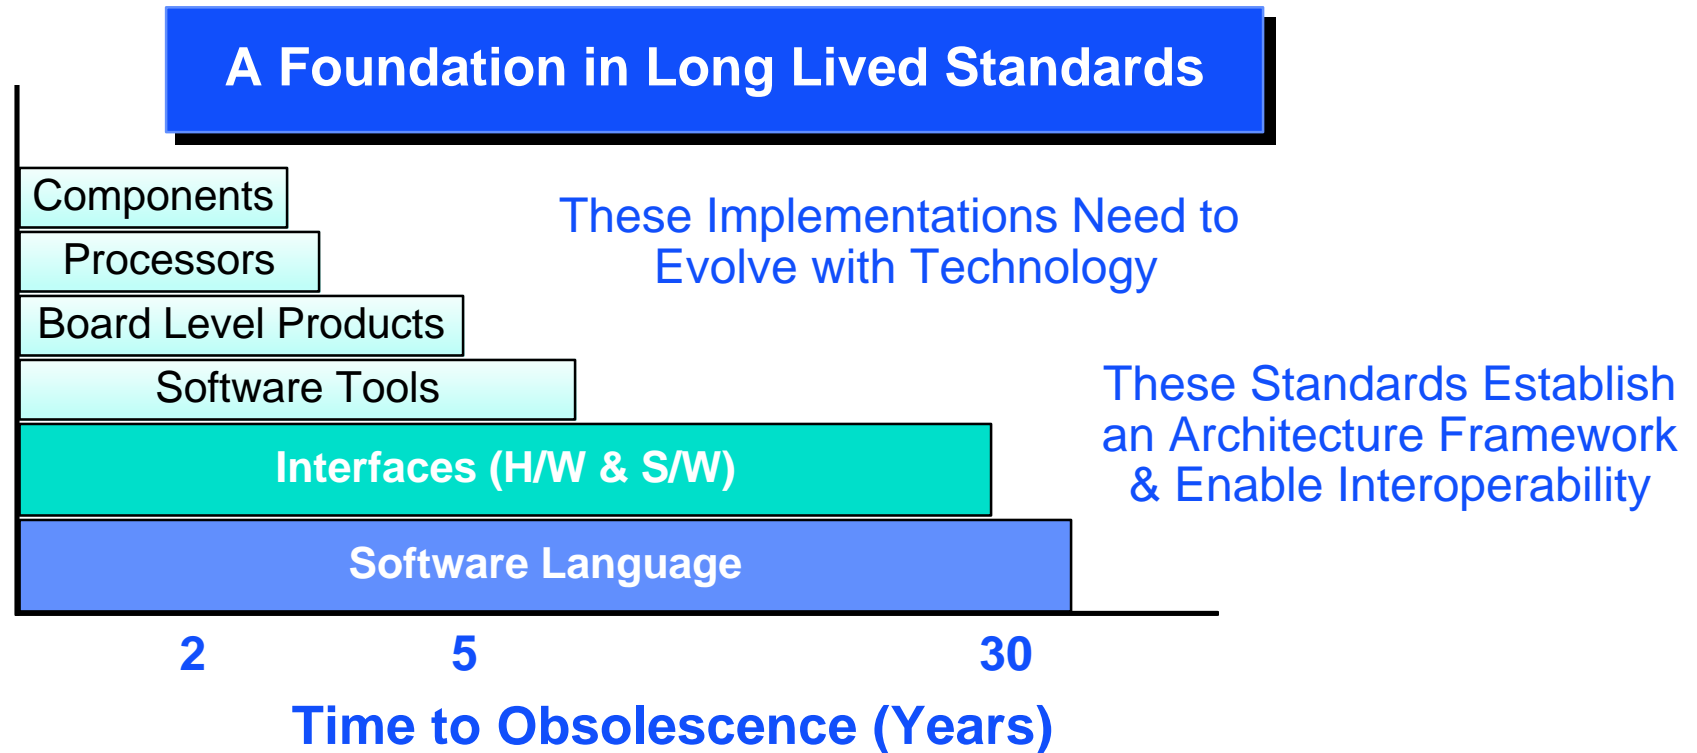 A Foundation in Long Lived Standards
Components
Processors
Board Level Products
Software Tools
Interfaces (H/W & S/W)
Software Language
These Implementations Need to
Evolve with Technology
These Standards Establish
an Architecture Framework
& Enable Interoperability
2
5
30
Time to Obsolescence (Years)